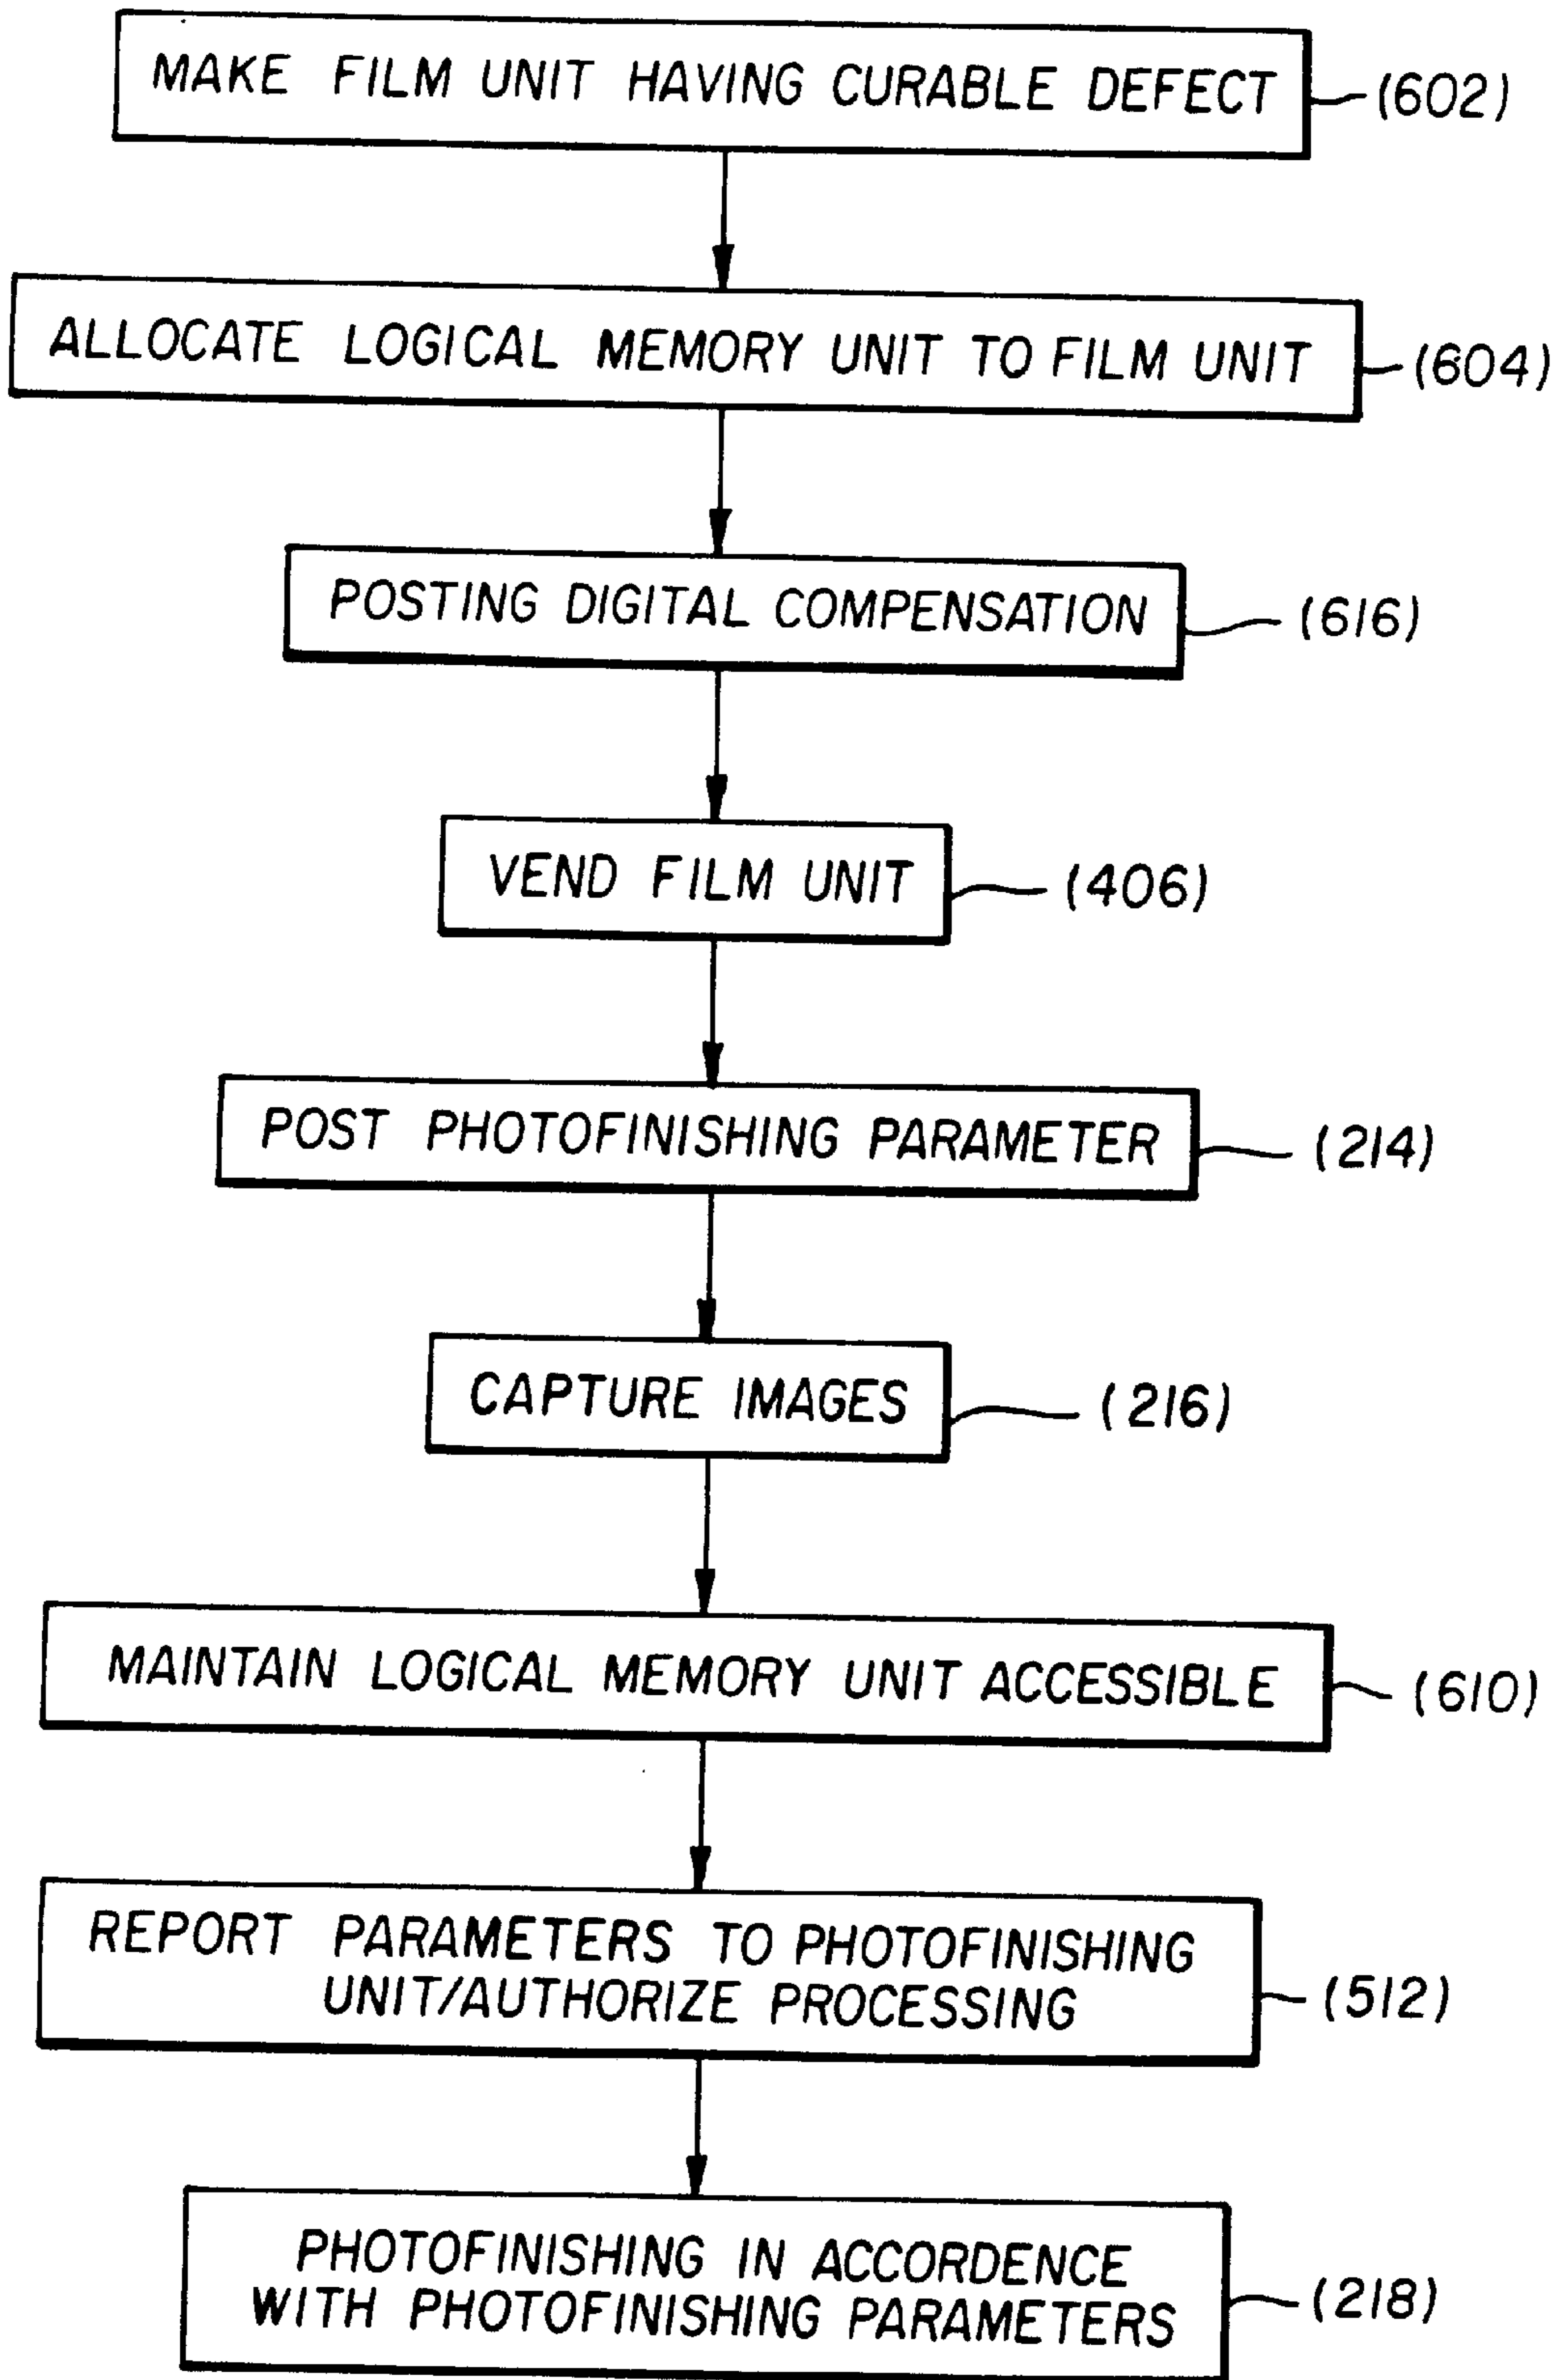 MAKE FILM UNIT HAVING CURABLE DEFECT (602)
ALLOCATE LOGICAL MEMORY UNIT TO FILM UNIT (604)
POSTING DIGITAL COMPENSATION (616)
VEND FILM UNIT (406)
POST PHOTOFINISHING PARAMETER (214)
CAPTURE IMAGES (216)
MAINTAIN LOGICAL MEMORY UNIT ACCESSIBLE (610)
REPORT PARAMETERS TO PHOTOFINISHING
UNIT/AUTHORIZE PROCESSING (512)
PHOTOFINISHING IN ACCORDENCE
WITH PHOTOFINISHING PARAMETERS (218)